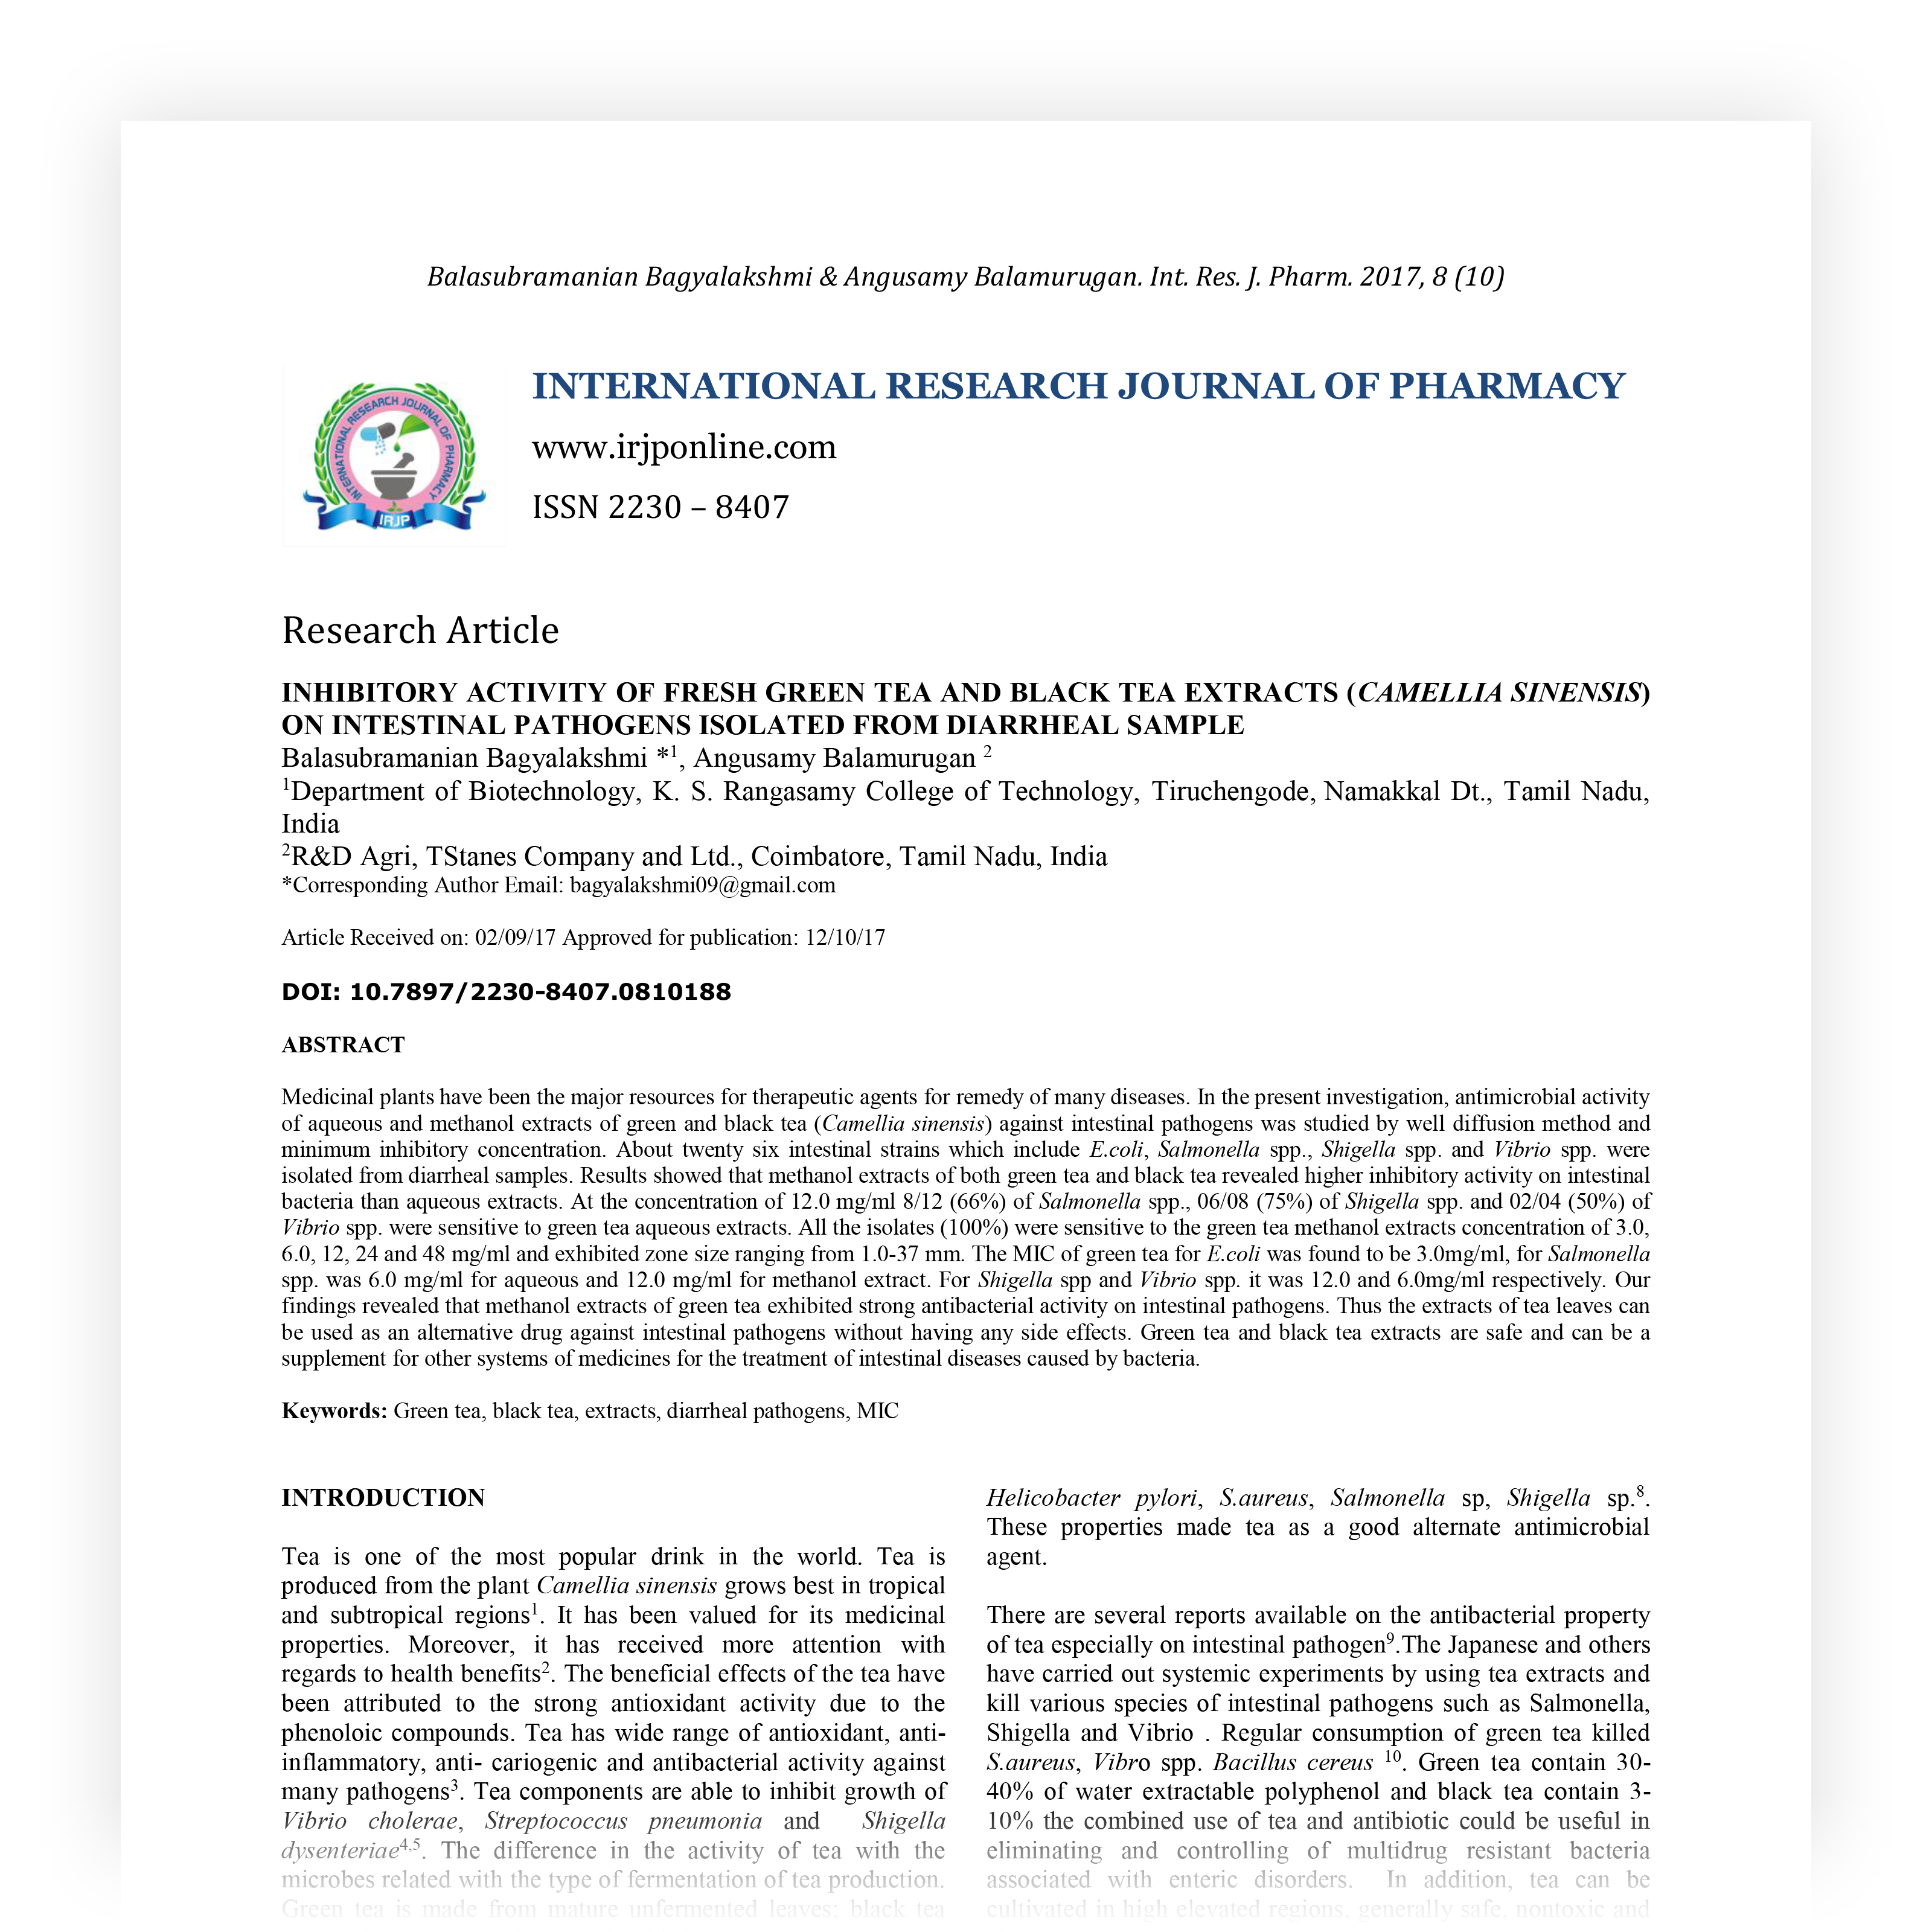 Balasubramanian Bagyalakshmi & Angusamy Balamurugan. Int. Res. J. Pharm. 2017, 8 (10)
INTERNATIONAL RESEARCH JOURNAL OF PHARMACY
IRJP
INTERNATIONAL RESEARCH JOURNAL OF PHARMACY
www.irjponline.com
ISSN 2230 – 8407
Research Article
INHIBITORY ACTIVITY OF FRESH GREEN TEA AND BLACK TEA EXTRACTS (CAMELLIA SINENSIS)
ON INTESTINAL PATHOGENS ISOLATED FROM DIARRHEAL SAMPLE
Balasubramanian Bagyalakshmi *1, Angusamy Balamurugan 2
1Department of Biotechnology, K. S. Rangasamy College of Technology, Tiruchengode, Namakkal Dt., Tamil Nadu,
India
2R&D Agri, TStanes Company and Ltd., Coimbatore, Tamil Nadu, India
*Corresponding Author Email: bagyalakshmi09@gmail.com
Article Received on: 02/09/17 Approved for publication: 12/10/17
DOI: 10.7897/2230-8407.0810188
ABSTRACT
Medicinal plants have been the major resources for therapeutic agents for remedy of many diseases. In the present investigation, antimicrobial activity
of aqueous and methanol extracts of green and black tea (Camellia sinensis) against intestinal pathogens was studied by well diffusion method and
minimum inhibitory concentration. About twenty six intestinal strains which include E.coli, Salmonella spp., Shigella spp. and Vibrio spp. were
isolated from diarrheal samples. Results showed that methanol extracts of both green tea and black tea revealed higher inhibitory activity on intestinal
bacteria than aqueous extracts. At the concentration of 12.0 mg/ml 8/12 (66%) of Salmonella spp., 06/08 (75%) of Shigella spp. and 02/04 (50%) of
Vibrio spp. were sensitive to green tea aqueous extracts. All the isolates (100%) were sensitive to the green tea methanol extracts concentration of 3.0,
6.0, 12, 24 and 48 mg/ml and exhibited zone size ranging from 1.0-37 mm. The MIC of green tea for E.coli was found to be 3.0mg/ml, for Salmonella
spp. was 6.0 mg/ml for aqueous and 12.0 mg/ml for methanol extract. For Shigella spp and Vibrio spp. it was 12.0 and 6.0mg/ml respectively. Our
findings revealed that methanol extracts of green tea exhibited strong antibacterial activity on intestinal pathogens. Thus the extracts of tea leaves can
be used as an alternative drug against intestinal pathogens without having any side effects. Green tea and black tea extracts are safe and can be a
supplement for other systems of medicines for the treatment of intestinal diseases caused by bacteria.
Keywords: Green tea, black tea, extracts, diarrheal pathogens, MIC
INTRODUCTION
Tea is one of the most popular drink in the world. Tea is
produced from the plant Camellia sinensis grows best in tropical
and subtropical regions1. It has been valued for its medicinal
properties. Moreover, it has received more attention with
regards to health benefits2. The beneficial effects of the tea have
been attributed to the strong antioxidant activity due to the
phenoloic compounds. Tea has wide range of antioxidant, anti-
inflammatory, anti- cariogenic and antibacterial activity against
many pathogens3. Tea components are able to inhibit growth of
Vibrio cholerae, Streptococcus pneumonia and Shigella
dysenteriae4,5. The difference in the activity of tea with the
microbes related with the type of fermentation of tea production.
Green tea is made from mature unfermented leaves; black tea
Helicobacter pylori, S.aureus, Salmonella sp, Shigella sp.8.
These properties made tea as a good alternate antimicrobial
agent.
There are several reports available on the antibacterial property
of tea especially on intestinal pathogen9.The Japanese and others
have carried out systemic experiments by using tea extracts and
kill various species of intestinal pathogens such as Salmonella,
Shigella and Vibrio . Regular consumption of green tea killed
S.aureus, Vibro spp. Bacillus cereus 10. Green tea contain 30-
40% of water extractable polyphenol and black tea contain 3-
10% the combined use of tea and antibiotic could be useful in
eliminating and controlling of multidrug resistant bacteria
associated with enteric disorders. In addition, tea can be
cultivated in high elevated regions, generally safe, nontoxic and